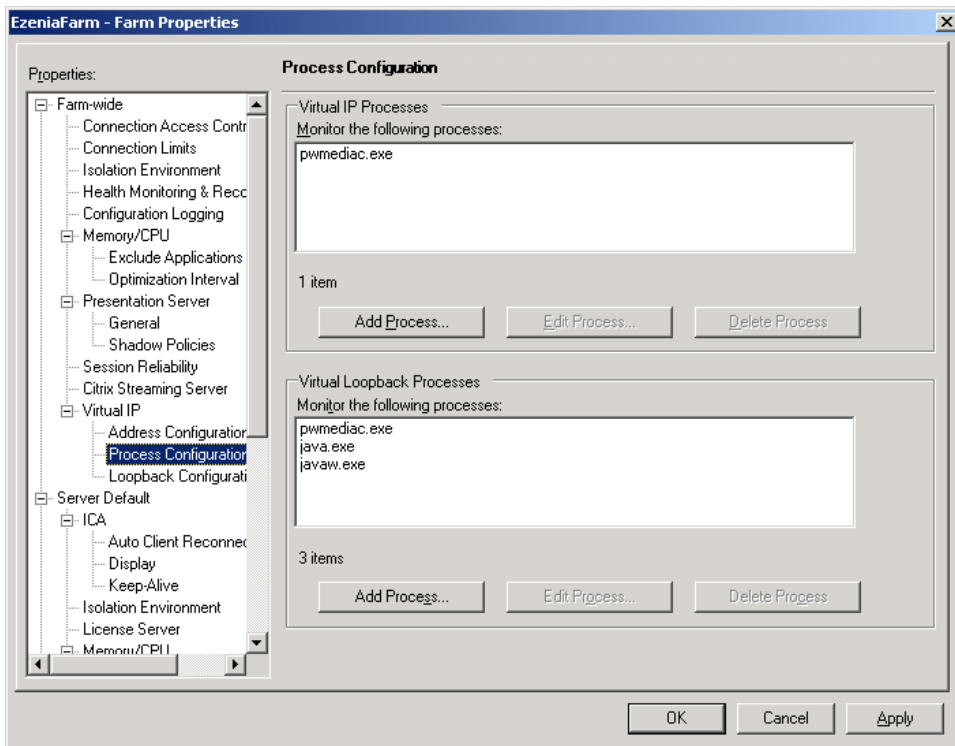 EzeniaFarm - Farm Properties
Properties:
Farm-wide
Connection Access Contr
Connection Limits
Isolation Environment
Health Monitoring & Reco
Configuration Logging
Memory/CPU
Exclude Applications
Optimization Interval
Presentation Server
General
Shadow Policies
Session Reliability
Citrix Streaming Server
Virtual IP
Address Configuration
Process Configuration
Loopback Configurati
Server Default
ICA
Auto Client Reconnec
Display
Keep-Alive
Isolation Environment
License Server
Memory/CPU
Process Configuration
Virtual IP Processes
Monitor the following processes:
pwmediac.exe
1 item
Add Process... Edit Process... Delete Process
Virtual Loopback Processes
Monitor the following processes:
pwmediac.exe
java.exe
javaw.exe
3 items
Add Process... Edit Process... Delete Process
OK Cancel Apply